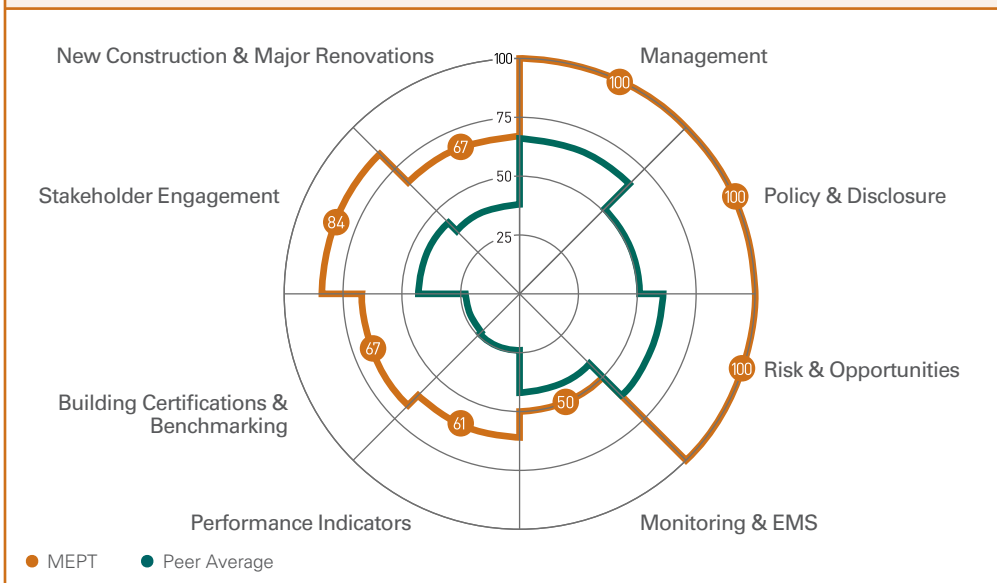 New Construction & Major Renovations
100
Management
100
75
67
50
Stakeholder Engagement
100
Policy & Disclosure
84
25
67
100
Risk & Opportunities
Building Certifications &
Benchmarking
50
61
Performance Indicators
Monitoring & EMS
MEPT
Peer Average